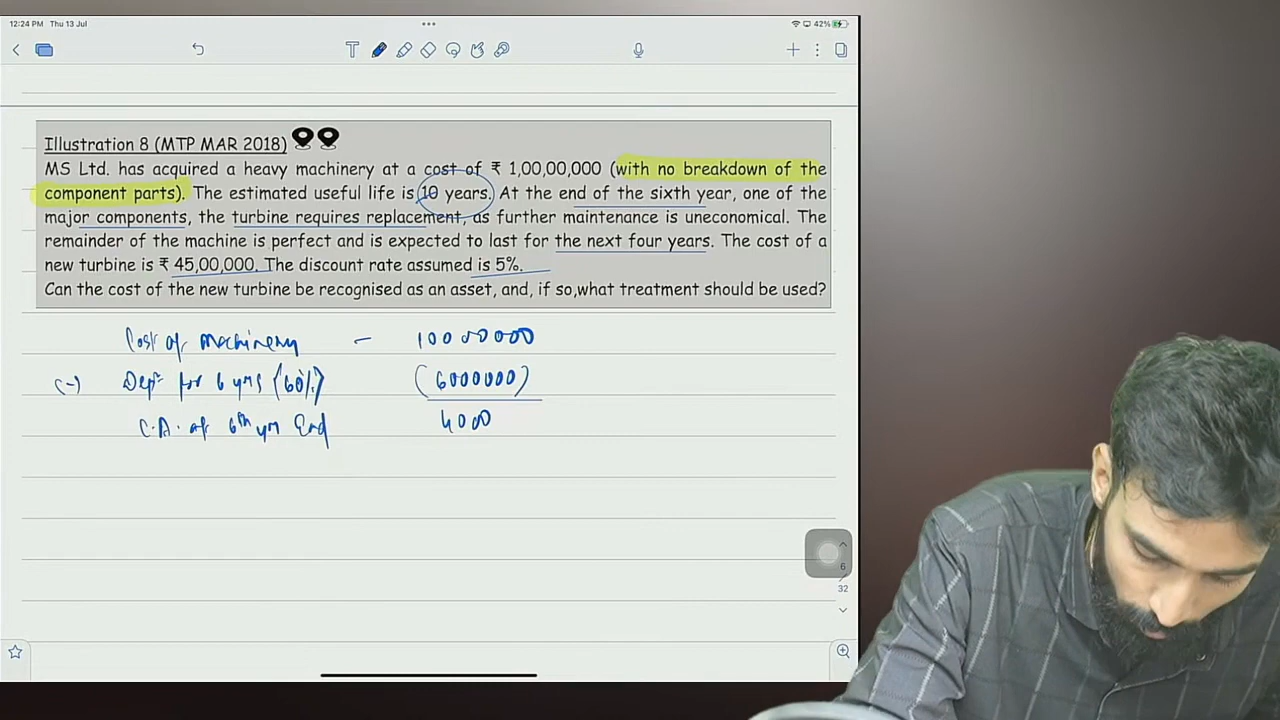 12:24 PM Thu 13 Jul
42%
T
Illustration 8 (MTP MAR 2018)
MS Ltd. has acquired a heavy machinery at a cost of ₹ 1,00,00,000 (with no breakdown of the
component parts). The estimated useful life is 10 years. At the end of the sixth year, one of the
major components, the turbine requires replacement, as further maintenance is uneconomical. The
remainder of the machine is perfect and is expected to last for the next four years. The cost of a
new turbine is ₹ 45,00,000. The discount rate assumed is 5%.
Can the cost of the new turbine be recognised as an asset, and, if so,what treatment should be used?
Cost of machinery - 10000000
(-) Depn for 6 yrs (60%) (6000000)
C.A. of 6th yr End 4000
6
32